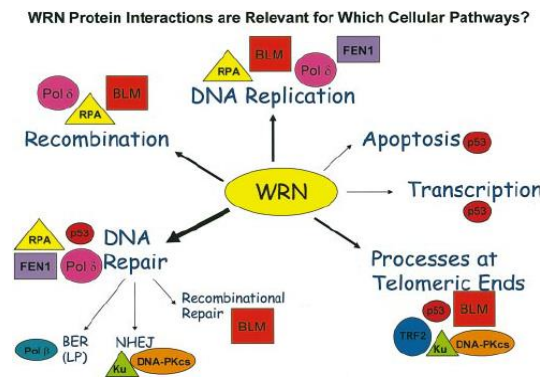 WRN Protein Interactions are Relevant for Which Cellular Pathways?
RPA
BLM
Pol δ
FEN1
DNA Replication
Pol δ
RPA
BLM
Recombination
Apoptosis
p53
WRN
Transcription
p53
RPA
p53
FEN1
Pol δ
DNA
Repair
Processes at
Telomeric Ends
p53
BLM
TRF2
Ku
DNA-PKcs
Recombinational
Repair
BLM
Pol β
BER
(LP)
NHEJ
Ku
DNA-PKcs